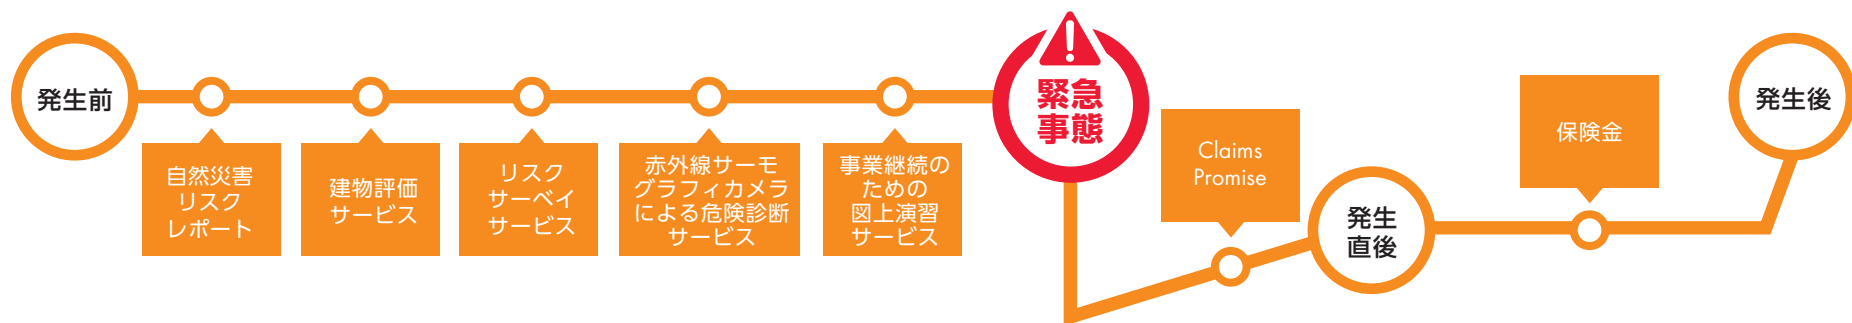 発生前
自然災害
リスク
レポート
建物評価
サービス
リスク
サーベイ
サービス
赤外線サーモ
グラフィカメラ
による危険診断
サービス
事業継続の
ための
図上演習
サービス
緊急
事態
Claims
Promise
発生
直後
保険金
発生後